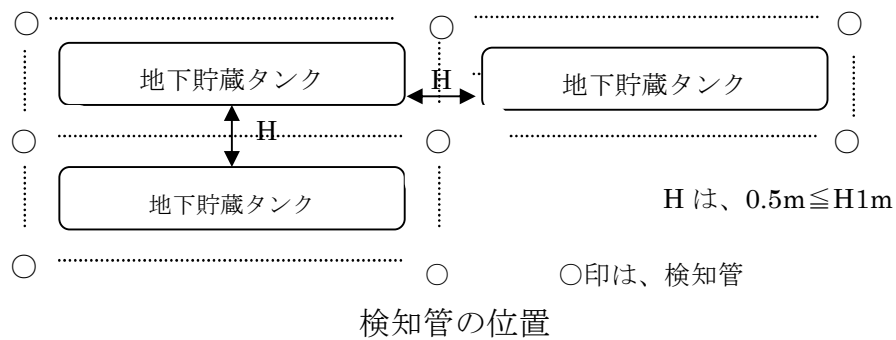 地下貯蔵タンク
H
地下貯蔵タンク
H
地下貯蔵タンク
H は、0.5m≦H1m
○印は、検知管
検知管の位置